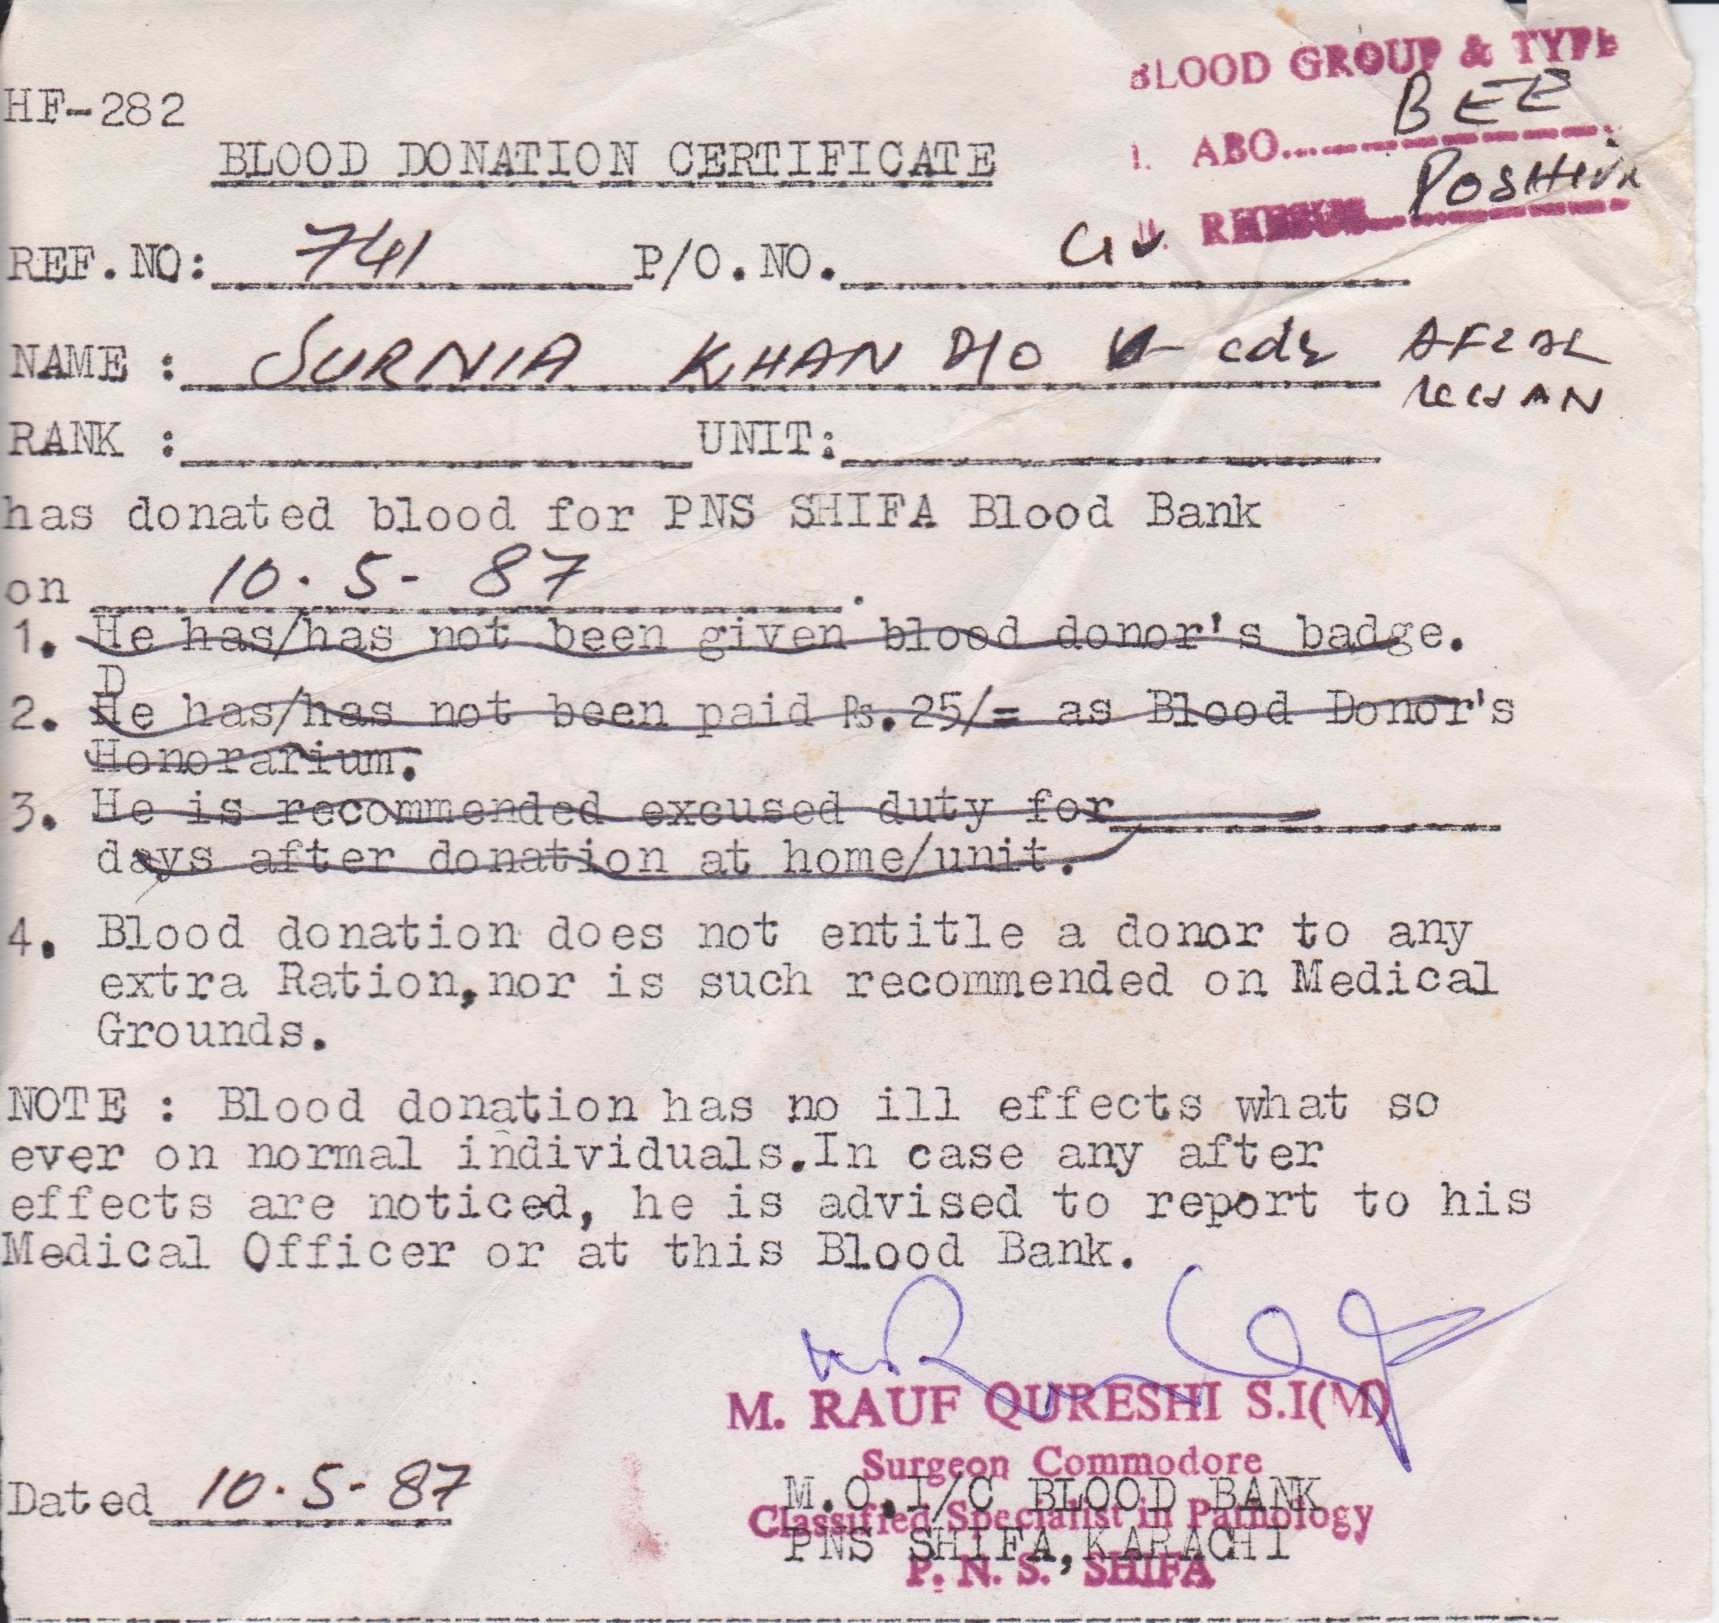 BLOOD GROUP & TYPE
HF-282
I. ABO.... BEE
BLOOD DONATION CERTIFICATE
II. RHESUS POSITIVE
REF.NO: 741 P/O.NO.
NAME : SURNIA KHAN D/O cdr AFZAL
KHAN
RANK : UNIT:
has donated blood for PNS SHIFA Blood Bank
on 10.5-87 .
1. He has/has not been given blood donor's badge.
D
2. He has/has not been paid Rs.25/= as Blood Donor's
Honorarium.
3. He is recommended excused duty for
days after donation at home/unit.
4. Blood donation does not entitle a donor to any
extra Ration,nor is such recommended on Medical
Grounds.
NOTE : Blood donation has no ill effects what so
ever on normal individuals.In case any after
effects are noticed, he is advised to report to his
Medical Officer or at this Blood Bank.
M. RAUF QURESHI S.I(M)
Surgeon Commodore
M.O.I/C BLOOD BANK
Dated 10.5-87
Classified Specialist in Pathology
PNS SHIFA,KARACHI
P. N. S. SHIFA